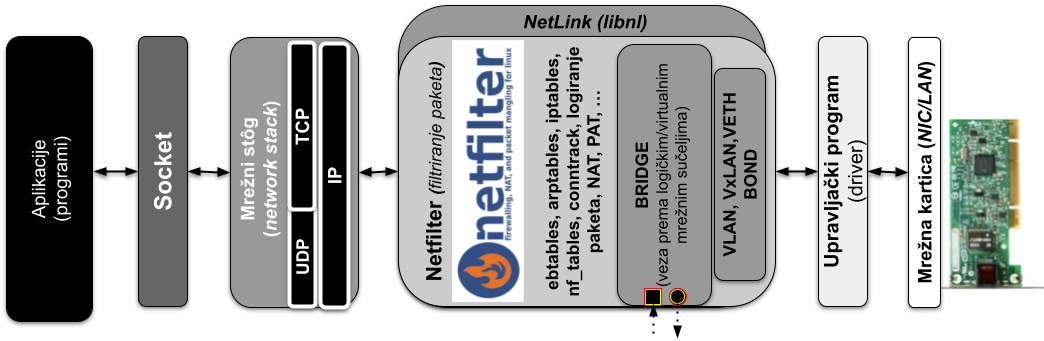 NetLink (libnl)
Aplikacije
(programi)
Socket
Mrežni stôg
(network stack)
TCP
UDP
IP
Netfilter (filtriranje paketa)
netfilter
firewalling, NAT, and packet mangling for linux
ebtables, arptables, iptables,
nf_tables, conntrack, logiranje
paketa, NAT, PAT, ...
BRIDGE
(veza prema logičkim/virtualnim
mrežnim sučeljima)
VLAN, VxLAN,VETH
BOND
Upravljački program
(driver)
Mrežna kartica (NIC/LAN)